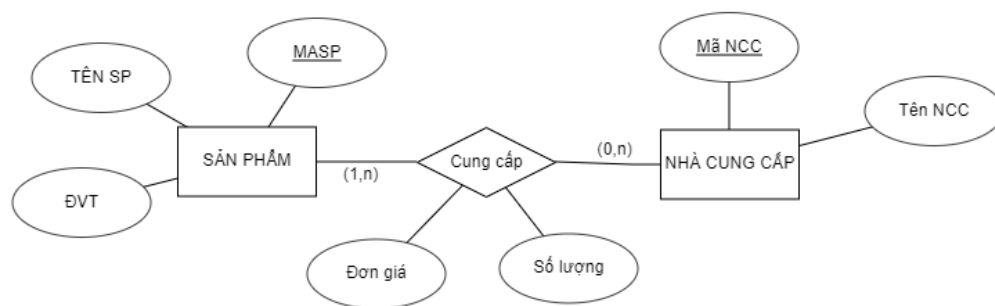 MASP
Mã NCC
TÊN SP
Tên NCC
SẢN PHẨM
(1,n)
Cung cấp
(0,n)
NHÀ CUNG CẤP
ĐVT
Đơn giá
Số lượng